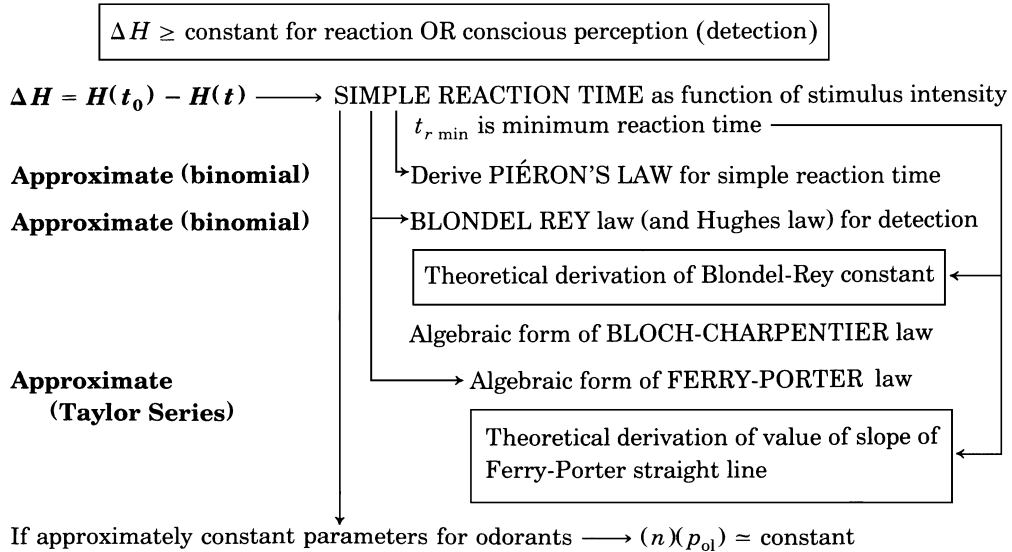 ΔH ≥ constant for reaction OR conscious perception (detection)
ΔH = H(t₀) − H(t) ⟶ SIMPLE REACTION TIME as function of stimulus intensity
t_{r min} is minimum reaction time
Approximate (binomial) Derive PIÉRON'S LAW for simple reaction time
Approximate (binomial) BLONDEL REY law (and Hughes law) for detection
Theoretical derivation of Blondel-Rey constant
Algebraic form of BLOCH-CHARPENTIER law
Approximate Algebraic form of FERRY-PORTER law
(Taylor Series)
Theoretical derivation of value of slope of
Ferry-Porter straight line
If approximately constant parameters for odorants ⟶ (n)(p_{ol}) ≃ constant